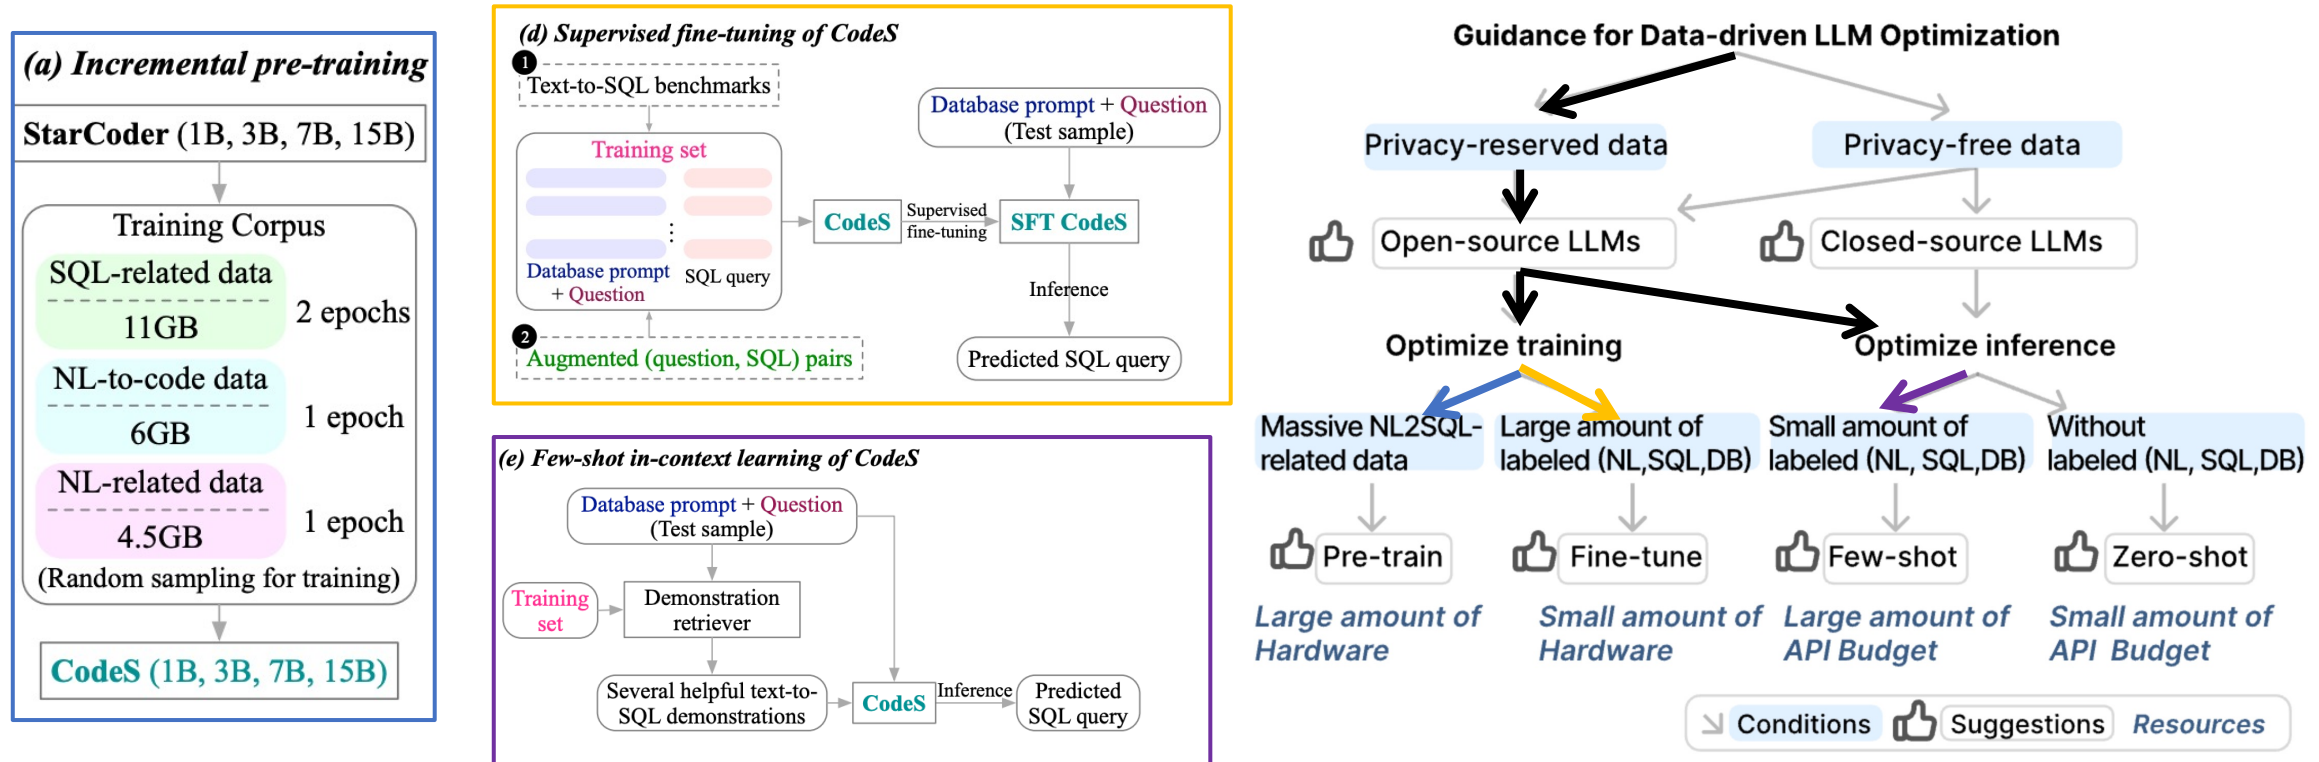 (a) Incremental pre-training
StarCoder (1B, 3B, 7B, 15B)
Training Corpus
SQL-related data
11GB
2 epochs
NL-to-code data
6GB
1 epoch
NL-related data
4.5GB
1 epoch
(Random sampling for training)
CodeS (1B, 3B, 7B, 15B)
(d) Supervised fine-tuning of CodeS
1
Text-to-SQL benchmarks
Training set
⋮
Database prompt
+ Question
SQL query
2
Augmented (question, SQL) pairs
CodeS
Supervised
fine-tuning
Database prompt + Question
(Test sample)
SFT CodeS
Inference
Predicted SQL query
(e) Few-shot in-context learning of CodeS
Database prompt + Question
(Test sample)
Training
set
Demonstration
retriever
Several helpful text-to-
SQL demonstrations
CodeS
Inference
Predicted
SQL query
Guidance for Data-driven LLM Optimization
Privacy-reserved data
Privacy-free data
Open-source LLMs
Closed-source LLMs
Optimize training
Optimize inference
Massive NL2SQL-
related data
Large amount of
labeled (NL,SQL,DB)
Small amount of
labeled (NL, SQL,DB)
Without
labeled (NL, SQL,DB)
Pre-train
Fine-tune
Few-shot
Zero-shot
Large amount of
Hardware
Small amount of
Hardware
Large amount of
API Budget
Small amount of
API Budget
Conditions
Suggestions
Resources